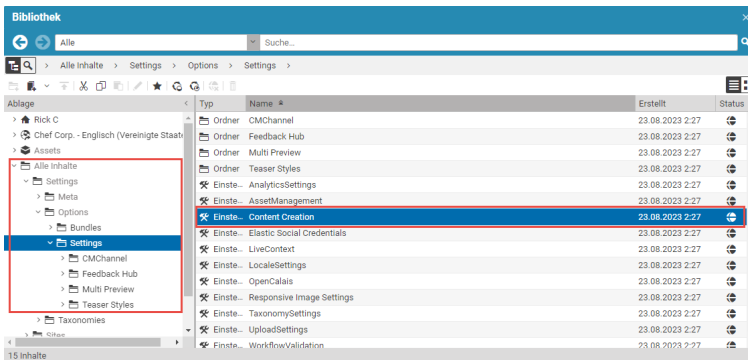 Bibliothek
Alle Suche...
> Alle Inhalte > Settings > Options > Settings >
Ablage Typ Name Erstellt Status
Rick C Ordner CMChannel 23.08.2023 2:27
Chef Corp. - Englisch (Vereinigte Staate Ordner Feedback Hub 23.08.2023 2:27
Assets Ordner Multi Preview 23.08.2023 2:27
Alle Inhalte Ordner Teaser Styles 23.08.2023 2:27
Settings Einste... AnalyticsSettings 23.08.2023 2:27
Meta Einste... AssetManagement 23.08.2023 2:27
Options Einste... Content Creation 23.08.2023 2:27
Bundles Einste... Elastic Social Credentials 23.08.2023 2:27
Settings Einste... LiveContext 23.08.2023 2:27
CMChannel Einste... LocaleSettings 23.08.2023 2:27
Feedback Hub Einste... OpenCalais 23.08.2023 2:27
Multi Preview Einste... Responsive Image Settings 23.08.2023 2:27
Teaser Styles Einste... TaxonomySettings 23.08.2023 2:27
Taxonomies Einste... UploadSettings 23.08.2023 2:27
Sites Einste... WorkflowValidation 23.08.2023 2:27
15 Inhalte